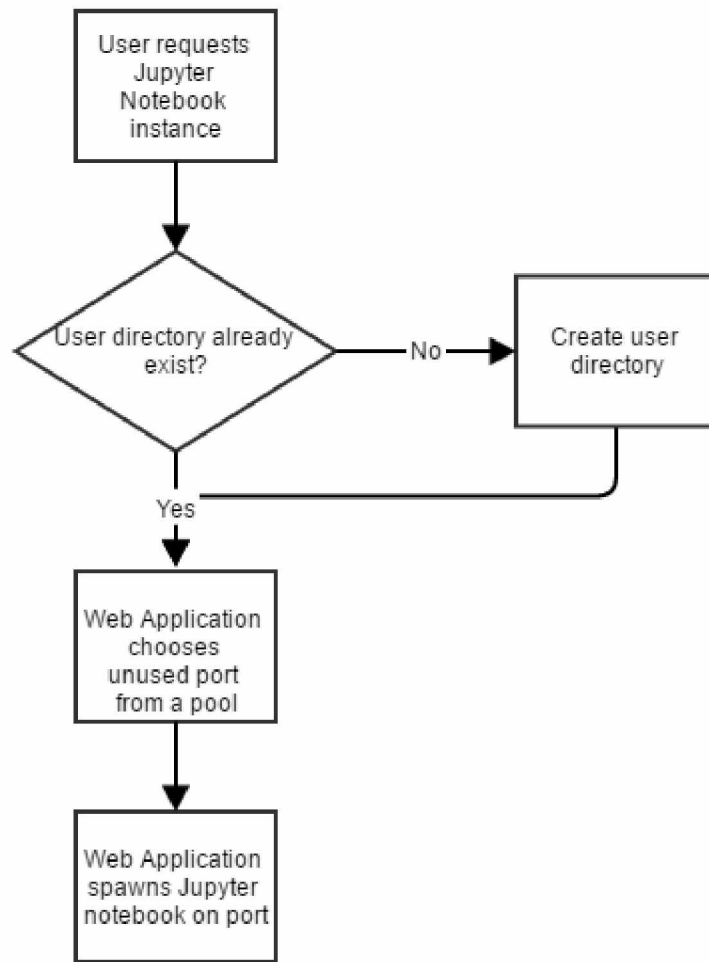 User requests
Jupyter
Notebook
instance
User directory already
exist?
No
Create user
directory
Yes
Web Application
chooses
unused port
from a pool
Web Application
spawns Jupyter
notebook on port